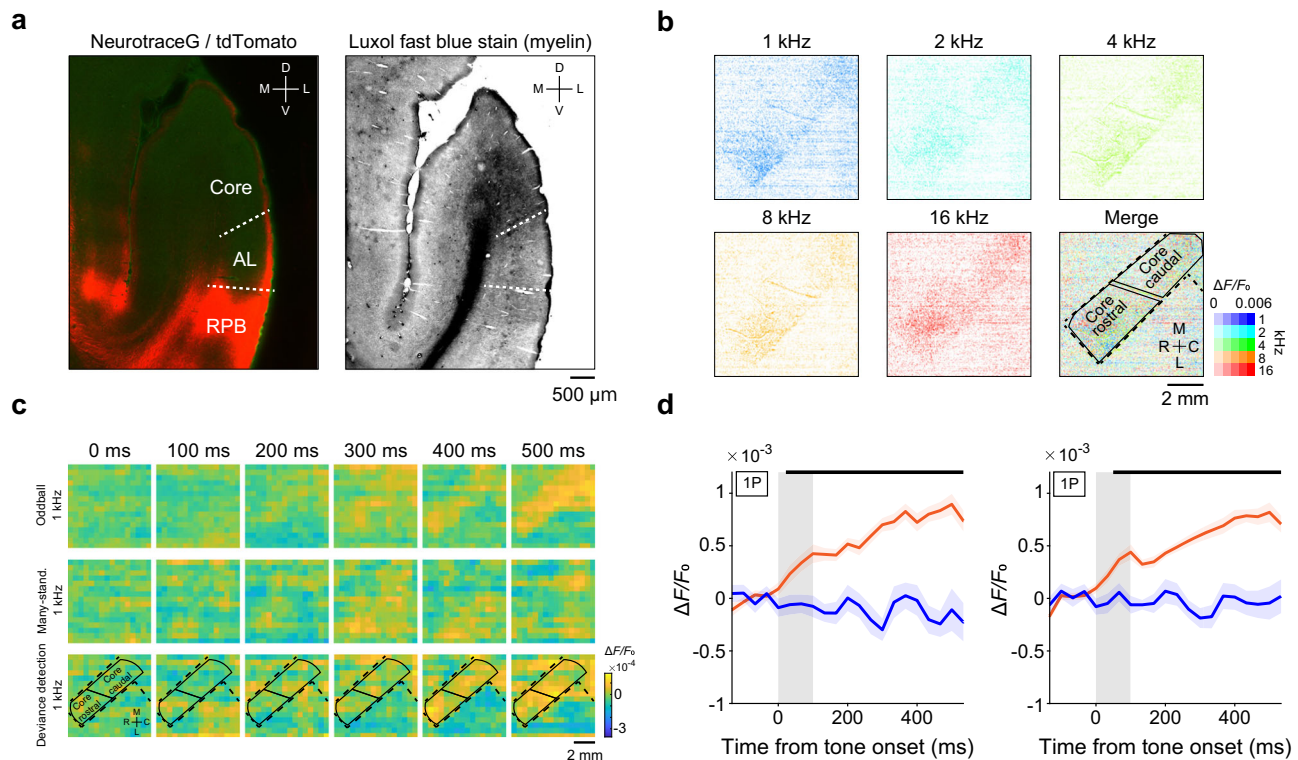 a
NeurotraceG / tdTomato
Luxol fast blue stain (myelin)
D
M
L
V
Core
AL
RPB
D
M
L
V
500 µm
b
1 kHz
2 kHz
4 kHz
8 kHz
16 kHz
Merge
Core
caudal
Core
rostral
M
R
C
L
ΔF/F₀
0
0.006
1
2
4
8
16
kHz
2 mm
c
0 ms
100 ms
200 ms
300 ms
400 ms
500 ms
Oddball
1 kHz
Many-stand.
1 kHz
Deviance detection
1 kHz
Core
rostral
Core
caudal
M
R
C
L
ΔF/F₀
×10⁻⁴
1
0
-3
2 mm
d
× 10⁻³
1P
1
0.5
0
-0.5
-1
ΔF/F₀
0
200
400
Time from tone onset (ms)
× 10⁻³
1P
1
0.5
0
-0.5
-1
ΔF/F₀
0
200
400
Time from tone onset (ms)